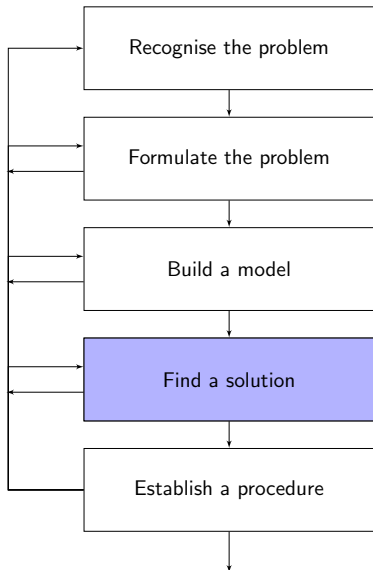 Recognise the problem
Formulate the problem
Build a model
Find a solution
Establish a procedure